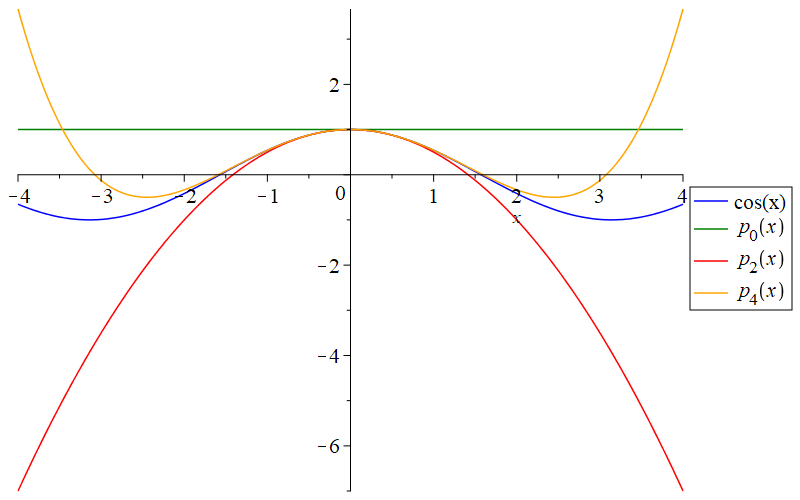 2
−4 −3 −2 −1 0 1 2 3 4
x
−2
−4
−6
cos(x)
p₀(x)
p₂(x)
p₄(x)